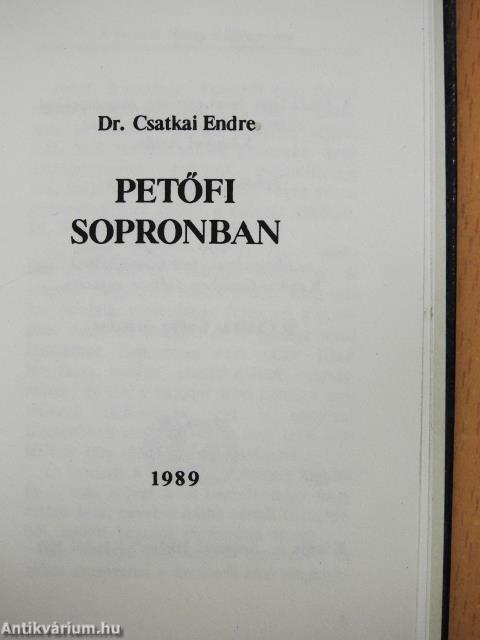 Dr. Csatkai Endre
PETŐFI
SOPRONBAN
1989
Antikvárium.hu